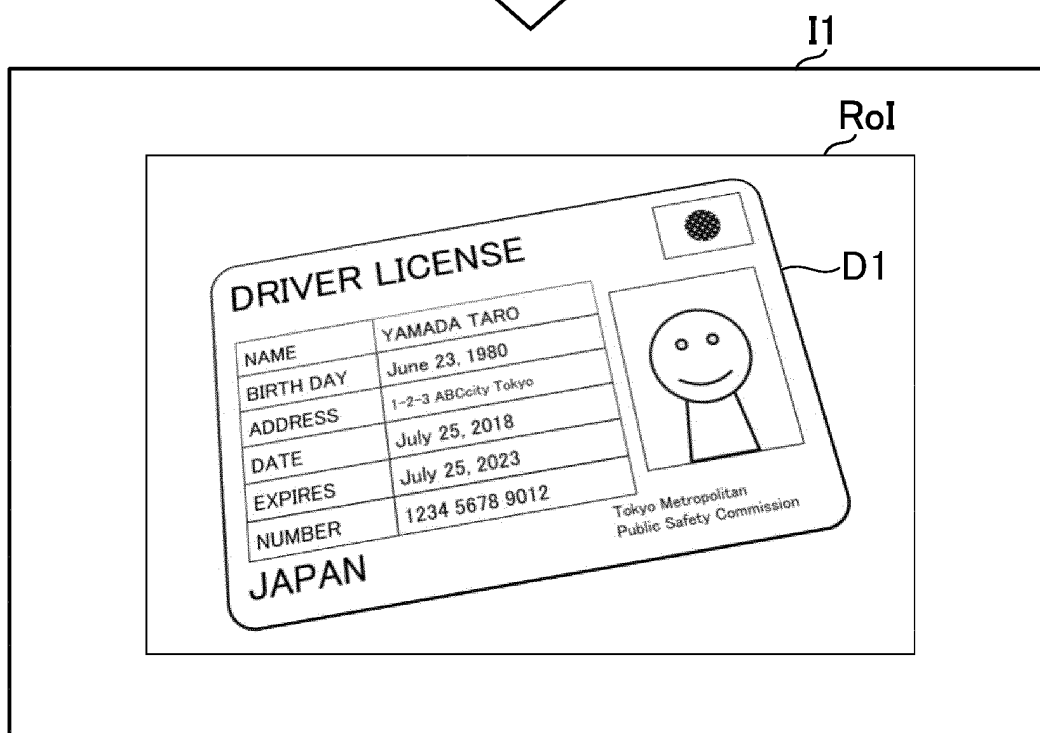 I1
RoI
D1
DRIVER LICENSE
NAME YAMADA TARO
BIRTH DAY June 23, 1980
ADDRESS 1-2-3 ABCcity Tokyo
DATE July 25, 2018
EXPIRES July 25, 2023
NUMBER 1234 5678 9012
Tokyo Metropolitan
Public Safety Commission
JAPAN